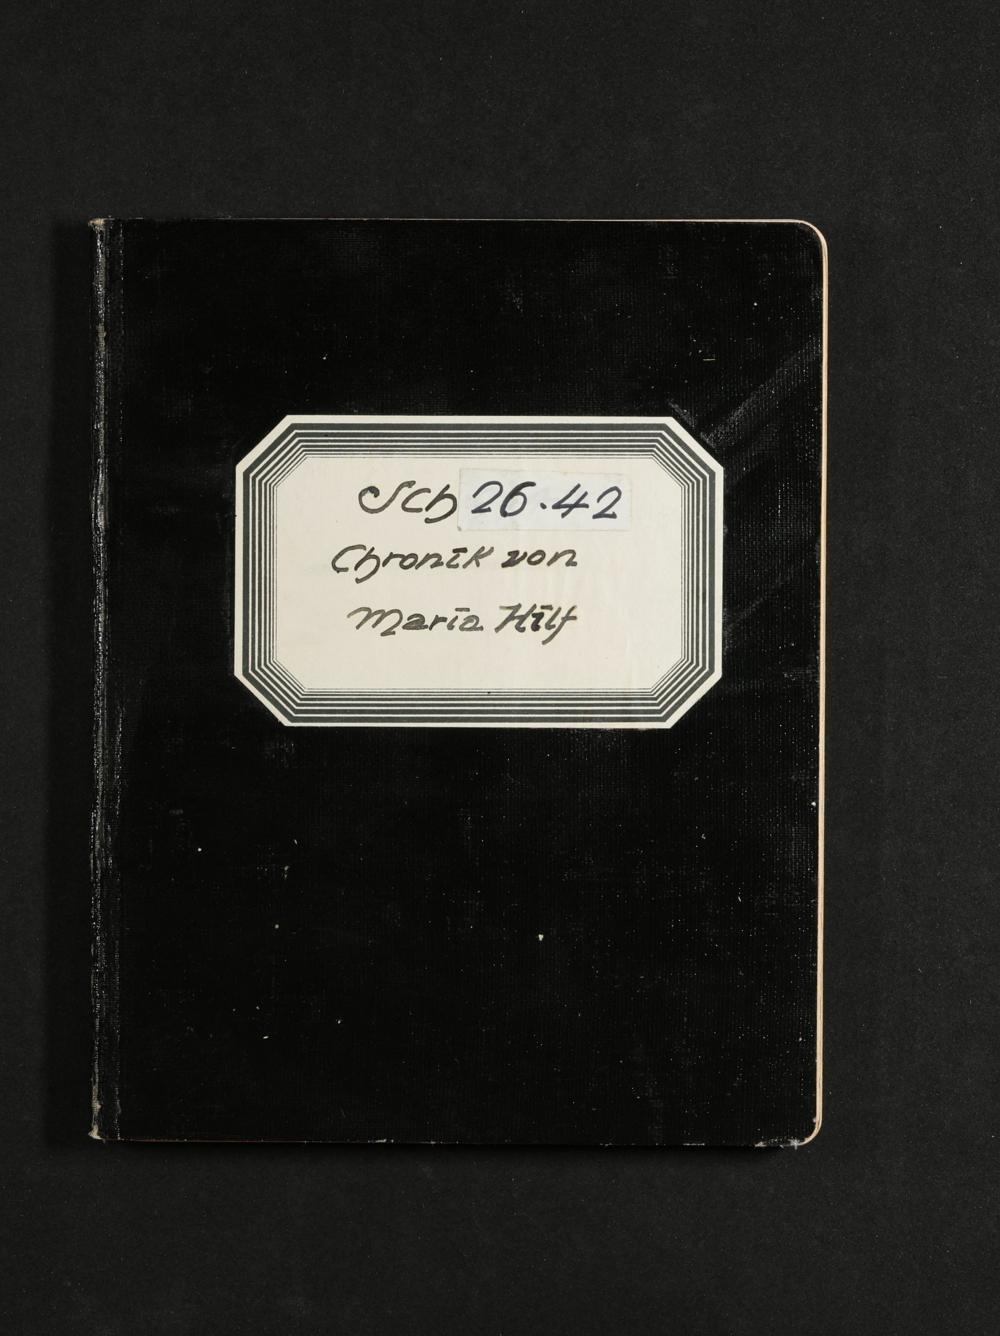 Sch 26.42
Chronik von
Maria Hilf